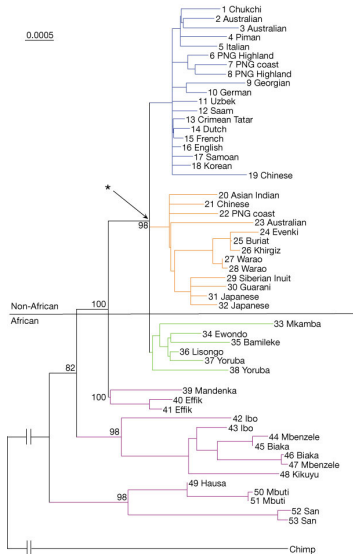 1 Chukchi
2 Australian
3 Australian
0.0005
4 Piman
5 Italian
6 PNG Highland
7 PNG coast
8 PNG Highland
9 Georgian
10 German
11 Uzbek
12 Saam
13 Crimean Tatar
14 Dutch
15 French
16 English
17 Samoan
18 Korean
19 Chinese
*
20 Asian Indian
21 Chinese
22 PNG coast
98
23 Australian
24 Evenki
25 Buriat
26 Khirgiz
27 Warao
28 Warao
29 Siberian Inuit
30 Guarani
31 Japanese
100
32 Japanese
Non-African
African
33 Mkamba
34 Ewondo
35 Bamileke
36 Lisongo
37 Yoruba
82
38 Yoruba
39 Mandenka
100
40 Effik
41 Effik
42 Ibo
43 Ibo
98
44 Mbenzele
45 Biaka
46 Biaka
47 Mbenzele
48 Kikuyu
49 Hausa
98
50 Mbuti
51 Mbuti
52 San
53 San
Chimp